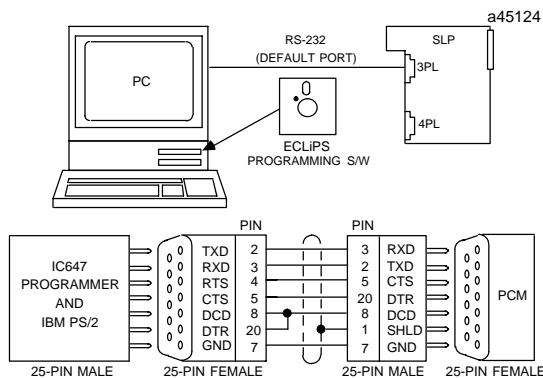 a45124
RS-232
(DEFAULT PORT)
SLP
PC
3PL
4PL
ECLiPS
PROGRAMMING S/W
PIN PIN
IC647
PROGRAMMER
AND
IBM PS/2
TXD 2 3 RXD
RXD 3 2 TXD
RTS 4 5 CTS
CTS 5 20 DTR
DCD 8 8 DCD
DTR 20 1 SHLD
GND 7 7 GND
PCM
25-PIN MALE 25-PIN FEMALE 25-PIN MALE 25-PIN FEMALE